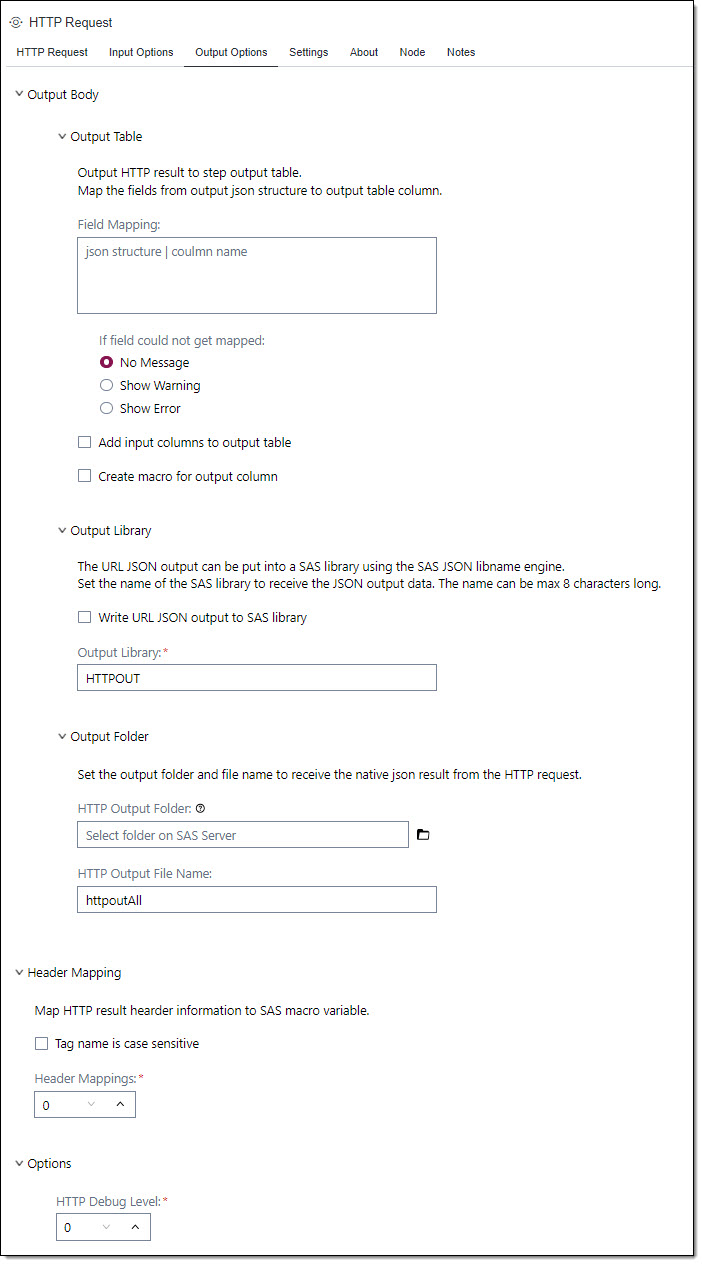 HTTP Request
HTTP Request Input Options Output Options Settings About Node Notes
Output Body
Output Table
Output HTTP result to step output table.
Map the fields from output json structure to output table column.
Field Mapping:
json structure | coulmn name
If field could not get mapped:
No Message
Show Warning
Show Error
Add input columns to output table
Create macro for output column
Output Library
The URL JSON output can be put into a SAS library using the SAS JSON libname engine.
Set the name of the SAS library to receive the JSON output data. The name can be max 8 characters long.
Write URL JSON output to SAS library
Output Library:*
HTTPOUT
Output Folder
Set the output folder and file name to receive the native json result from the HTTP request.
HTTP Output Folder:
Select folder on SAS Server
HTTP Output File Name:
httpoutAll
Header Mapping
Map HTTP result hearder information to SAS macro variable.
Tag name is case sensitive
Header Mappings:*
0
Options
HTTP Debug Level:*
0